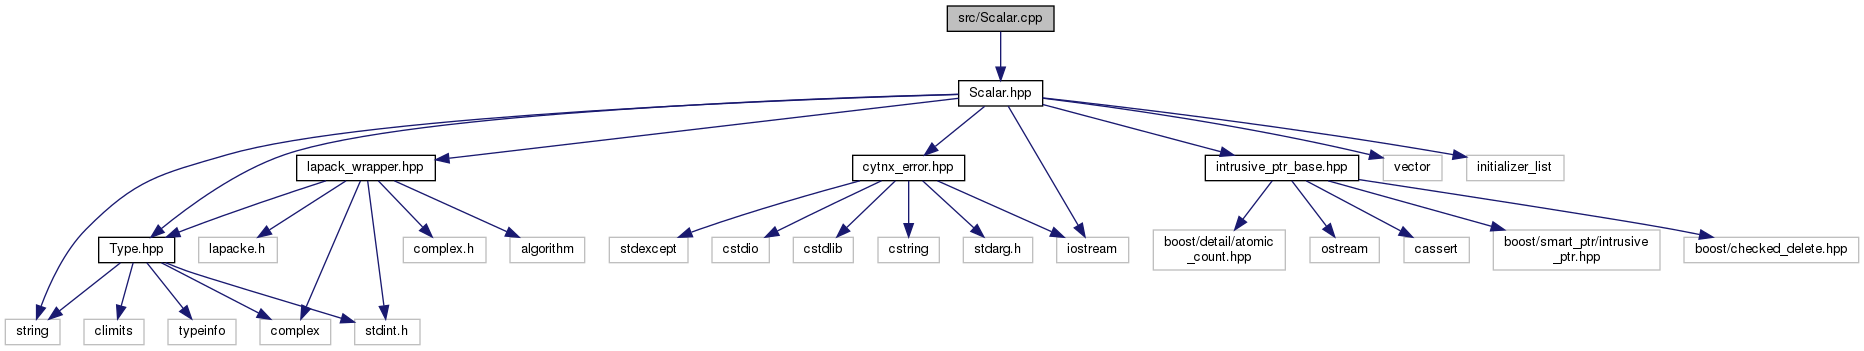 src/Scalar.cpp
Scalar.hpp
lapack_wrapper.hpp
cytnx_error.hpp
intrusive_ptr_base.hpp
vector
initializer_list
Type.hpp
lapacke.h
complex.h
algorithm
stdexcept
cstdio
cstdlib
cstring
stdarg.h
iostream
boost/detail/atomic
_count.hpp
ostream
cassert
boost/smart_ptr/intrusive
_ptr.hpp
boost/checked_delete.hpp
string
climits
typeinfo
complex
stdint.h